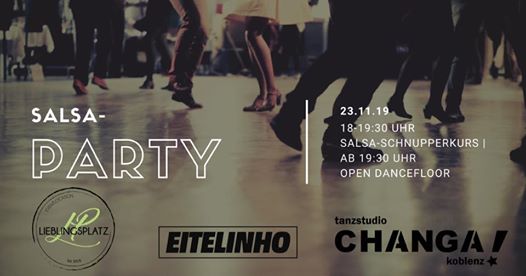 SALSA-
PARTY
23.11.19
18-19:30 UHR
SALSA-SCHNUPPERKURS |
AB 19:30 UHR
OPEN DANCEFLOOR
LP
LIEBLINGSPLATZ
EITELINHO
tanzstudio
CHANGA!
koblenz